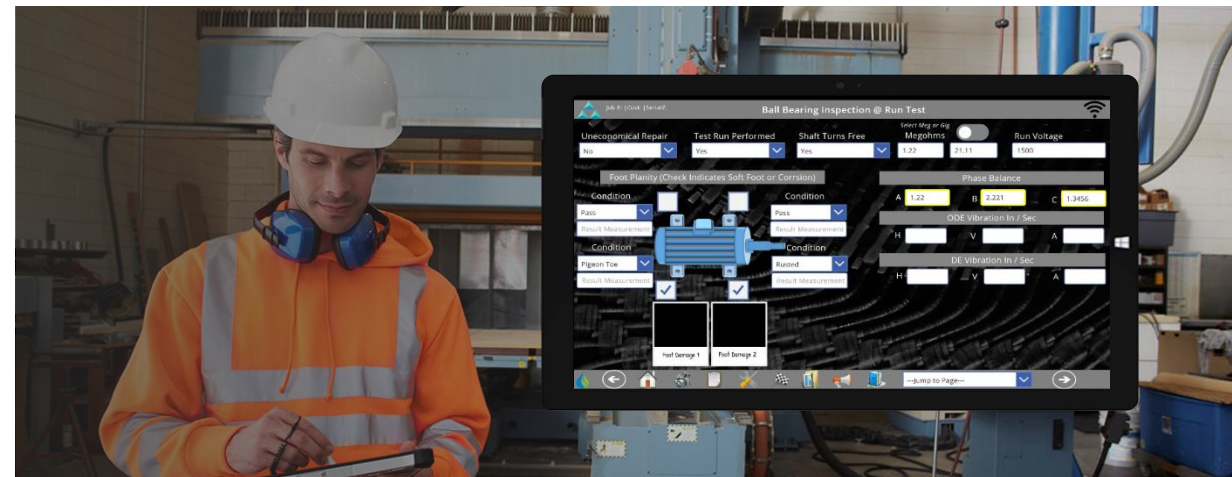 Job #: |Cust: |Serial#:
Ball Bearing Inspection @ Run Test
Uneconomical Repair
Test Run Performed
Shaft Turns Free
Select Meg or Gig
Megohms
Run Voltage
No
Yes
Yes
1.22
21.11
1500
Foot Planity (Check Indicates Soft Foot or Corrsion)
Phase Balance
Condition
Condition
A 1.22
B 2.221
C 1.3456
Pass
Pass
Result Measurement
Result Measurement
ODE Vibration In / Sec
H
V
A
Condition
Condition
DE Vibration In / Sec
Pigeon Toe
Rusted
H
V
A
Result Measurement
Result Measurement
Foot Damage 1
Foot Damage 2
---Jump to Page---